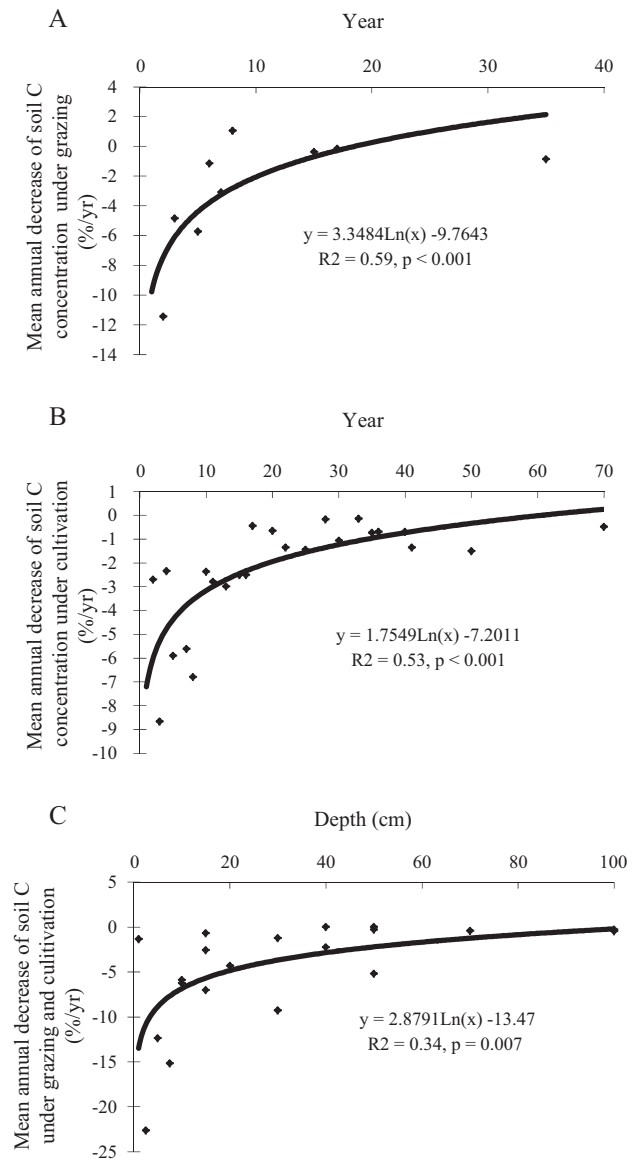 A
Year
0 10 20 30 40
4
2
0
-2
-4
-6
-8
-10
-12
-14
Mean annual decrease of soil C
concentration under grazing
(%/yr)
y = 3.3484Ln(x) -9.7643
R2 = 0.59, p < 0.001
B
Year
0 10 20 30 40 50 60 70
1
0
-1
-2
-3
-4
-5
-6
-7
-8
-9
-10
Mean annual decrease of soil C
concentration under cultivation
(%/yr)
y = 1.7549Ln(x) -7.2011
R2 = 0.53, p < 0.001
C
Depth (cm)
0 20 40 60 80 100
5
0
-5
-10
-15
-20
-25
Mean annual decrease of soil C
under grazing and culitivation
(%/yr)
y = 2.8791Ln(x) -13.47
R2 = 0.34, p = 0.007